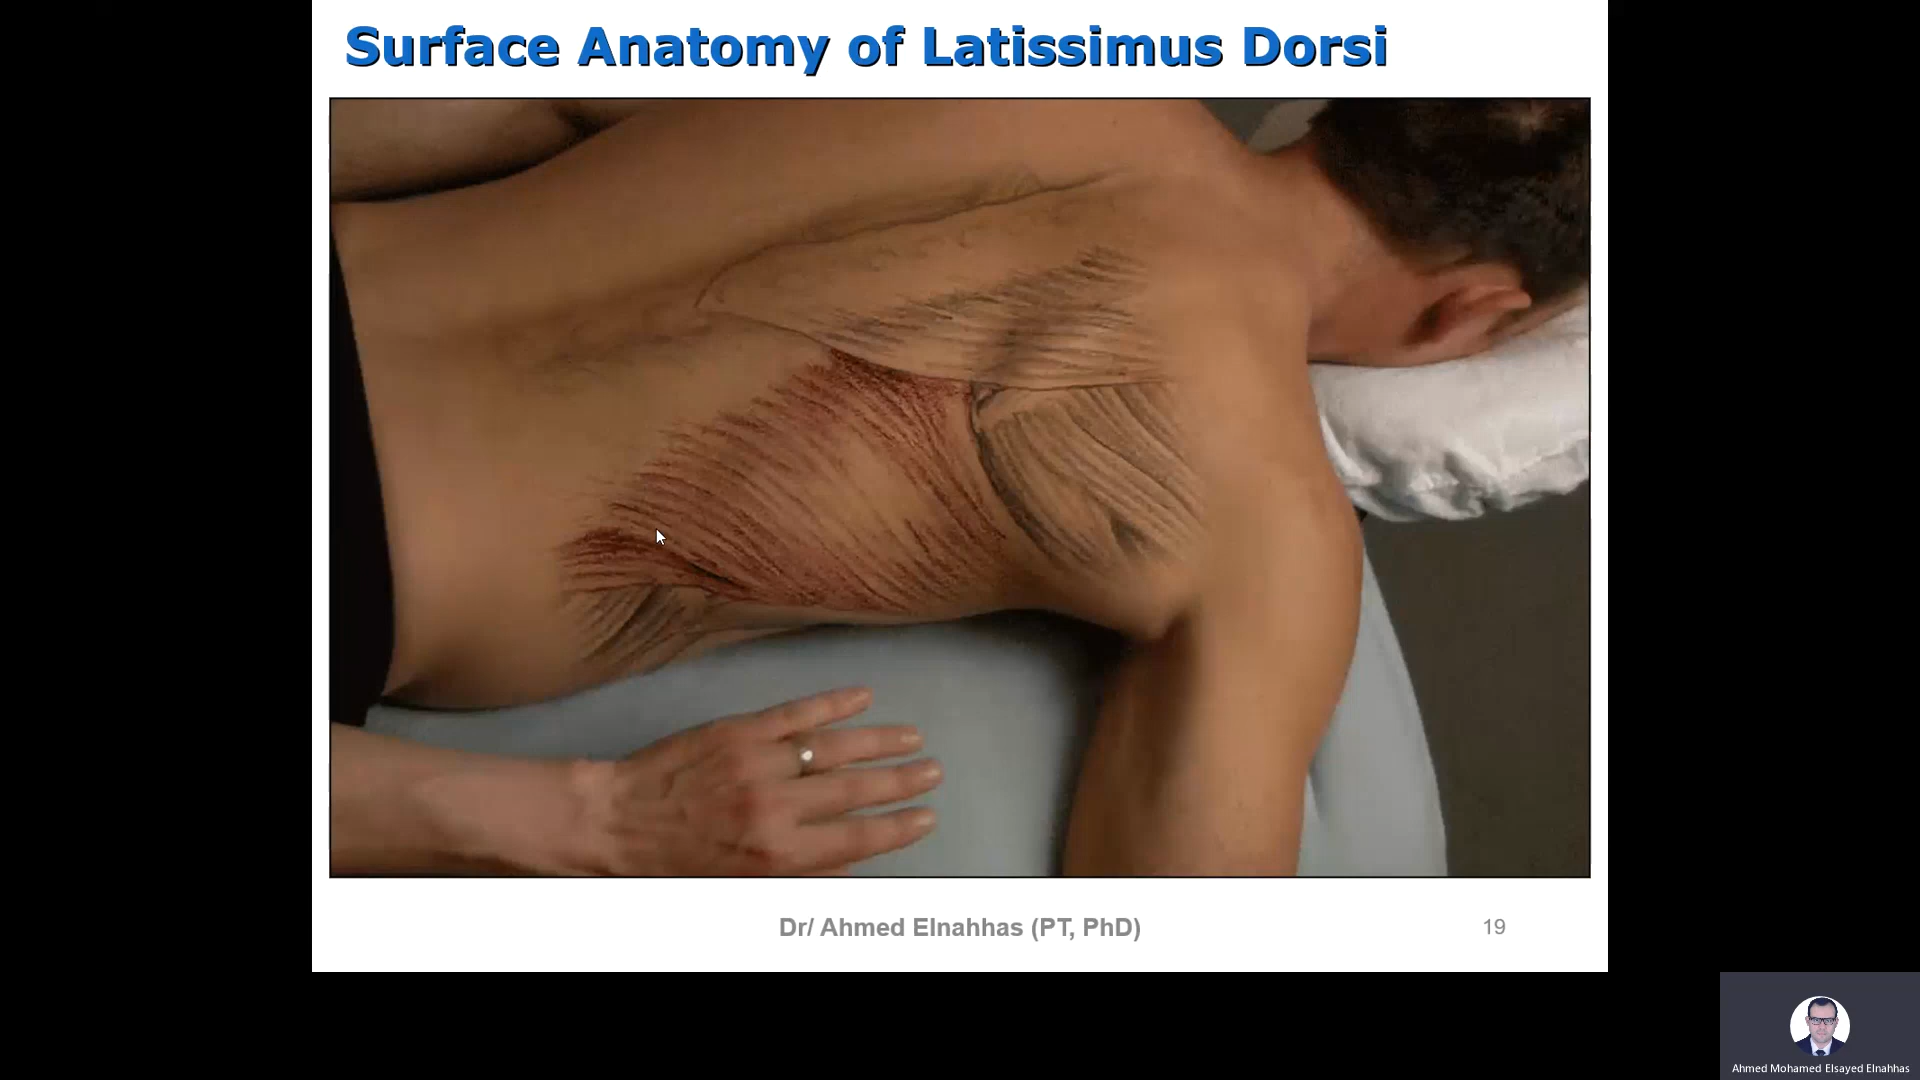 Surface Anatomy of Latissimus Dorsi
Dr/ Ahmed Elnahhas (PT, PhD)
19
Ahmed Mohamed Elsayed Elnahhas